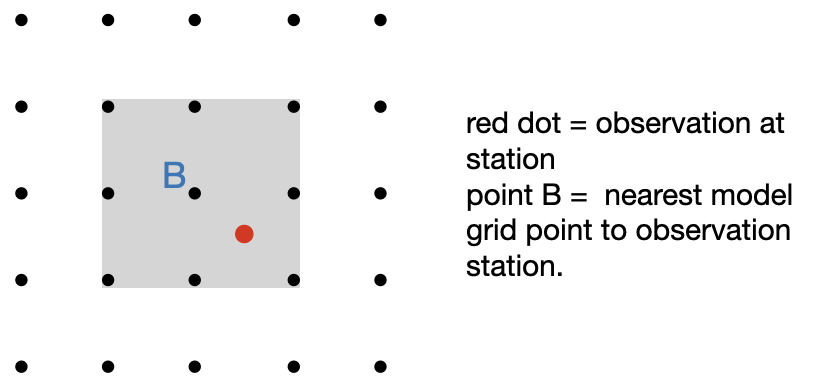 B
red dot = observation at
station
point B =  nearest model
grid point to observation
station.